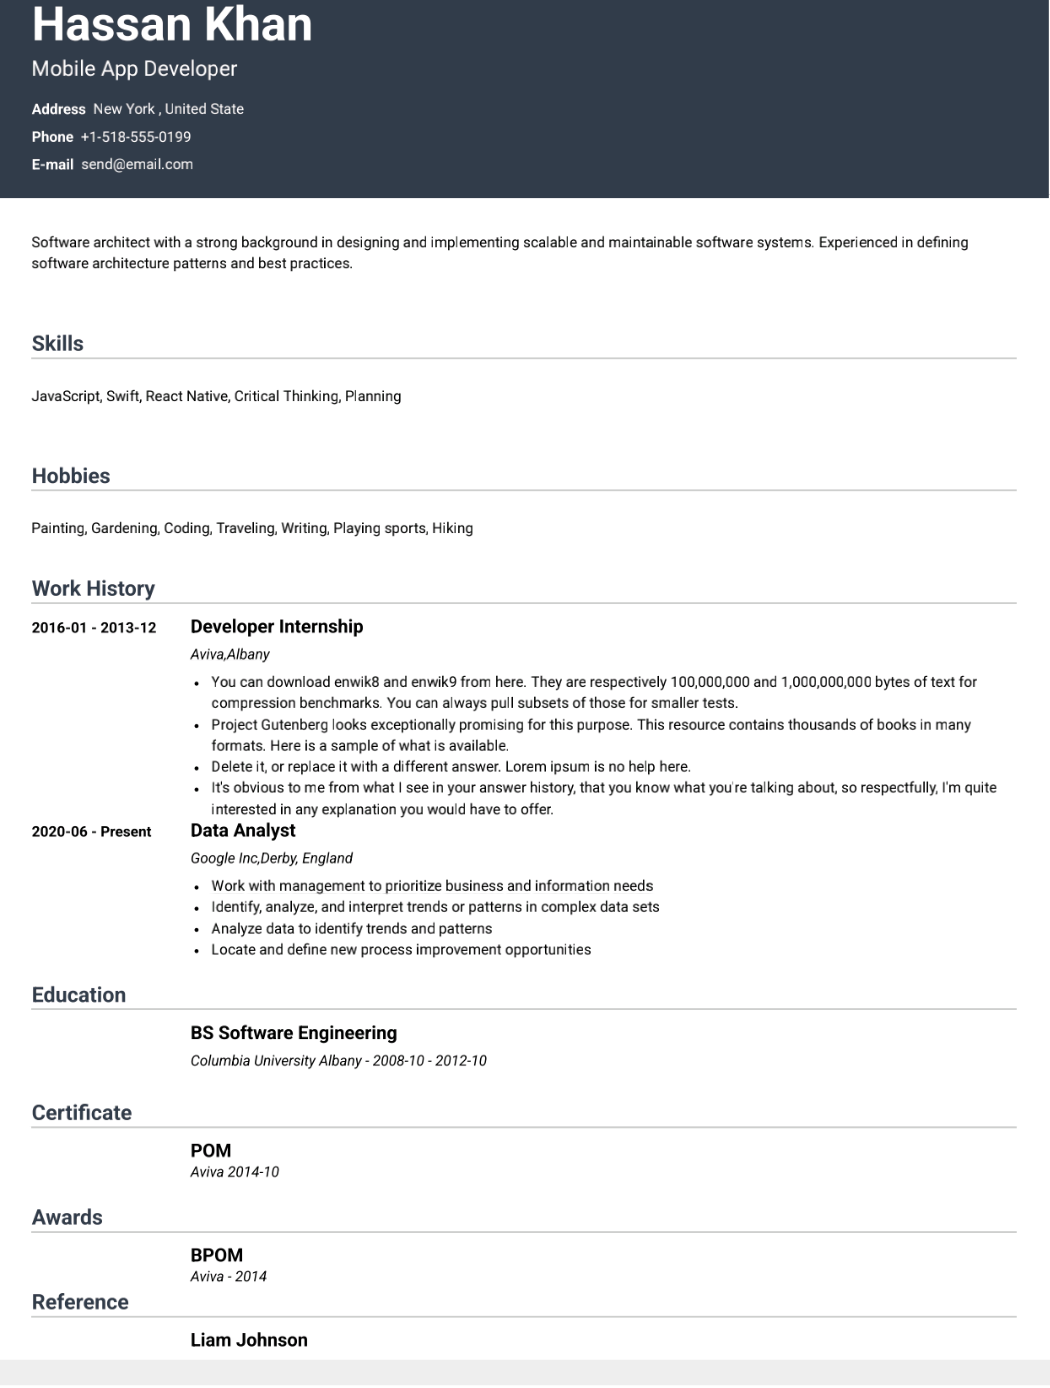 Hassan Khan
Mobile App Developer
Address New York , United State
Phone +1-518-555-0199
E-mail send@email.com
Software architect with a strong background in designing and implementing scalable and maintainable software systems. Experienced in defining
software architecture patterns and best practices.
Skills
JavaScript, Swift, React Native, Critical Thinking, Planning
Hobbies
Painting, Gardening, Coding, Traveling, Writing, Playing sports, Hiking
Work History
2016-01 - 2013-12 Developer Internship
Aviva,Albany
• You can download enwik8 and enwik9 from here. They are respectively 100,000,000 and 1,000,000,000 bytes of text for
compression benchmarks. You can always pull subsets of those for smaller tests.
• Project Gutenberg looks exceptionally promising for this purpose. This resource contains thousands of books in many
formats. Here is a sample of what is available.
• Delete it, or replace it with a different answer. Lorem ipsum is no help here.
• It's obvious to me from what I see in your answer history, that you know what you're talking about, so respectfully, I'm quite
interested in any explanation you would have to offer.
2020-06 - Present Data Analyst
Google Inc,Derby, England
• Work with management to prioritize business and information needs
• Identify, analyze, and interpret trends or patterns in complex data sets
• Analyze data to identify trends and patterns
• Locate and define new process improvement opportunities
Education
BS Software Engineering
Columbia University Albany - 2008-10 - 2012-10
Certificate
POM
Aviva 2014-10
Awards
BPOM
Aviva - 2014
Reference
Liam Johnson